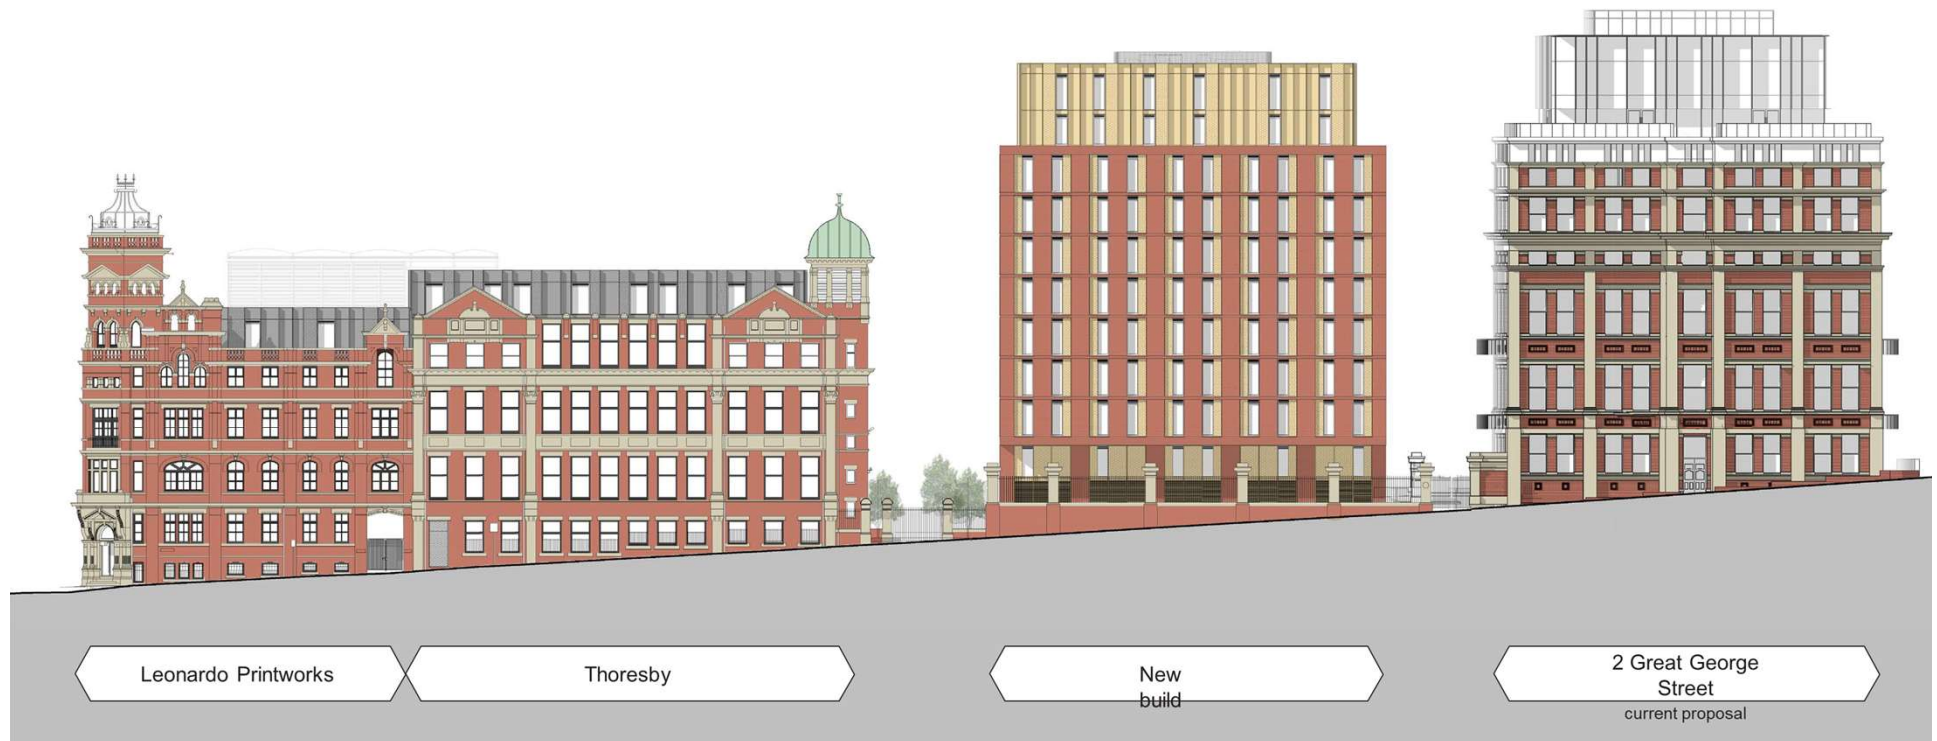 Leonardo Printworks
Thoresby
New
build
2 Great George
Street
current proposal